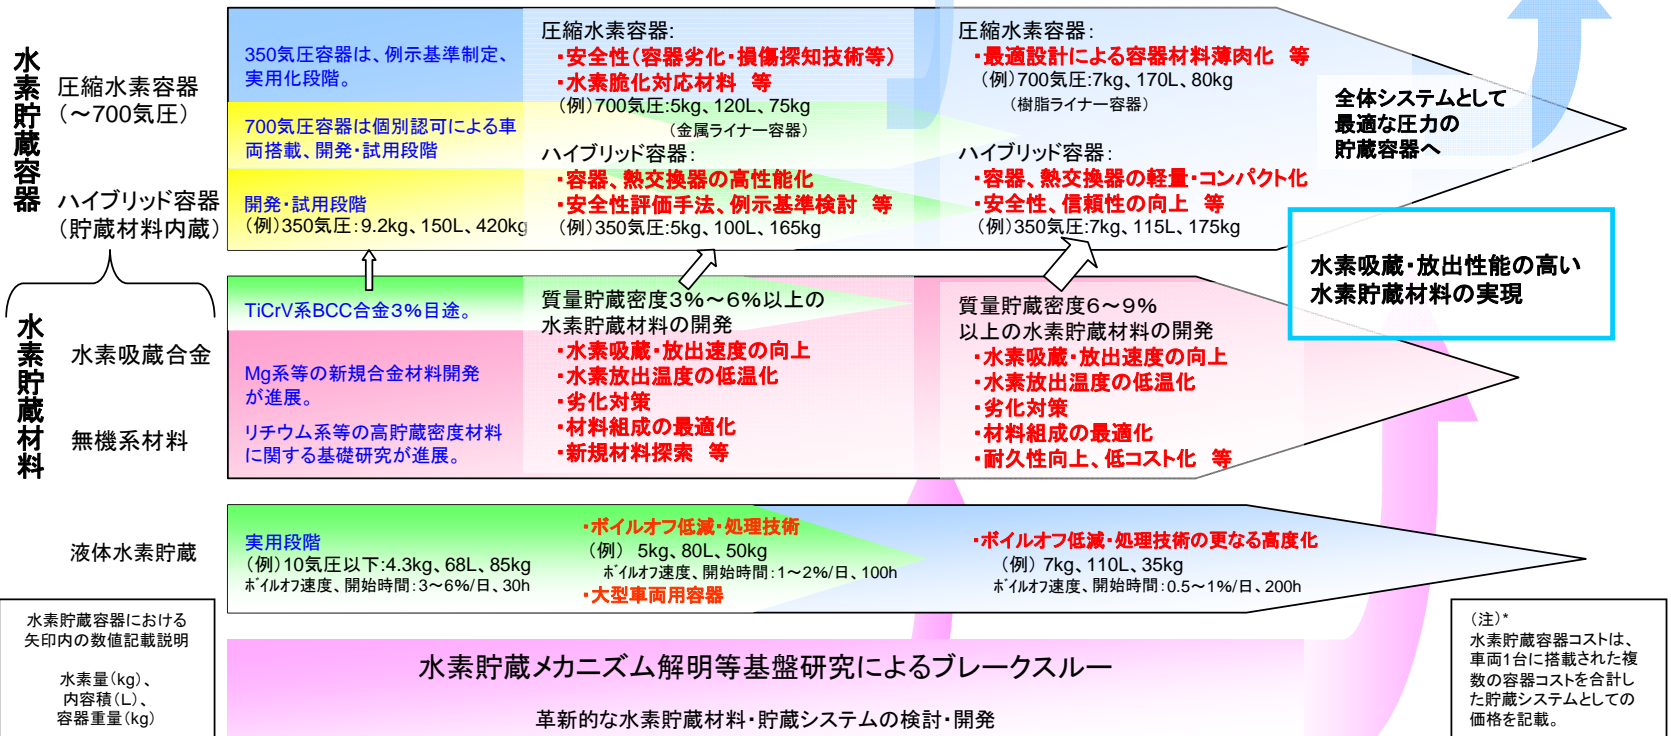 水素貯蔵容器
圧縮水素容器
(～700気圧)
350気圧容器は、例示基準制定、
実用化段階。
700気圧容器は個別認可による車
両搭載、開発・試用段階
圧縮水素容器:
・安全性(容器劣化・損傷探知技術等)
・水素脆化対応材料　等
(例)700気圧:5kg、120L、75kg
(金属ライナー容器)
圧縮水素容器:
・最適設計による容器材料薄肉化　等
(例)700気圧:7kg、170L、80kg
(樹脂ライナー容器)
全体システムとして
最適な圧力の
貯蔵容器へ
ハイブリッド容器
(貯蔵材料内蔵)
開発・試用段階
(例)350気圧:9.2kg、150L、420kg
ハイブリッド容器:
・容器、熱交換器の高性能化
・安全性評価手法、例示基準検討　等
(例)350気圧:5kg、100L、165kg
ハイブリッド容器:
・容器、熱交換器の軽量・コンパクト化
・安全性、信頼性の向上　等
(例)350気圧:7kg、115L、175kg
水素吸蔵・放出性能の高い
水素貯蔵材料の実現
水素貯蔵材料
水素吸蔵合金
無機系材料
TiCrV系BCC合金3%目途。
Mg系等の新規合金材料開発
が進展。
リチウム系等の高貯蔵密度材料
に関する基礎研究が進展。
質量貯蔵密度3%～6%以上の
水素貯蔵材料の開発
・水素吸蔵・放出速度の向上
・水素放出温度の低温化
・劣化対策
・材料組成の最適化
・新規材料探索　等
質量貯蔵密度6～9%
以上の水素貯蔵材料の開発
・水素吸蔵・放出速度の向上
・水素放出温度の低温化
・劣化対策
・材料組成の最適化
・耐久性向上、低コスト化　等
液体水素貯蔵
実用段階
(例)10気圧以下:4.3kg、68L、85kg
ﾎﾞｲﾙｵﾌ速度、開始時間:3～6%/日、30h
・ボイルオフ低減・処理技術
(例) 5kg、80L、50kg
ﾎﾞｲﾙｵﾌ速度、開始時間:1～2%/日、100h
・大型車両用容器
・ボイルオフ低減・処理技術の更なる高度化
(例) 7kg、110L、35kg
ﾎﾞｲﾙｵﾌ速度、開始時間:0.5～1%/日、200h
水素貯蔵容器における
矢印内の数値記載説明
水素量(kg)、
内容積(L)、
容器重量(kg)
水素貯蔵メカニズム解明等基盤研究によるブレークスルー
革新的な水素貯蔵材料・貯蔵システムの検討・開発
(注)*
水素貯蔵容器コストは、
車両1台に搭載された複
数の容器コストを合計し
た貯蔵システムとしての
価格を記載。